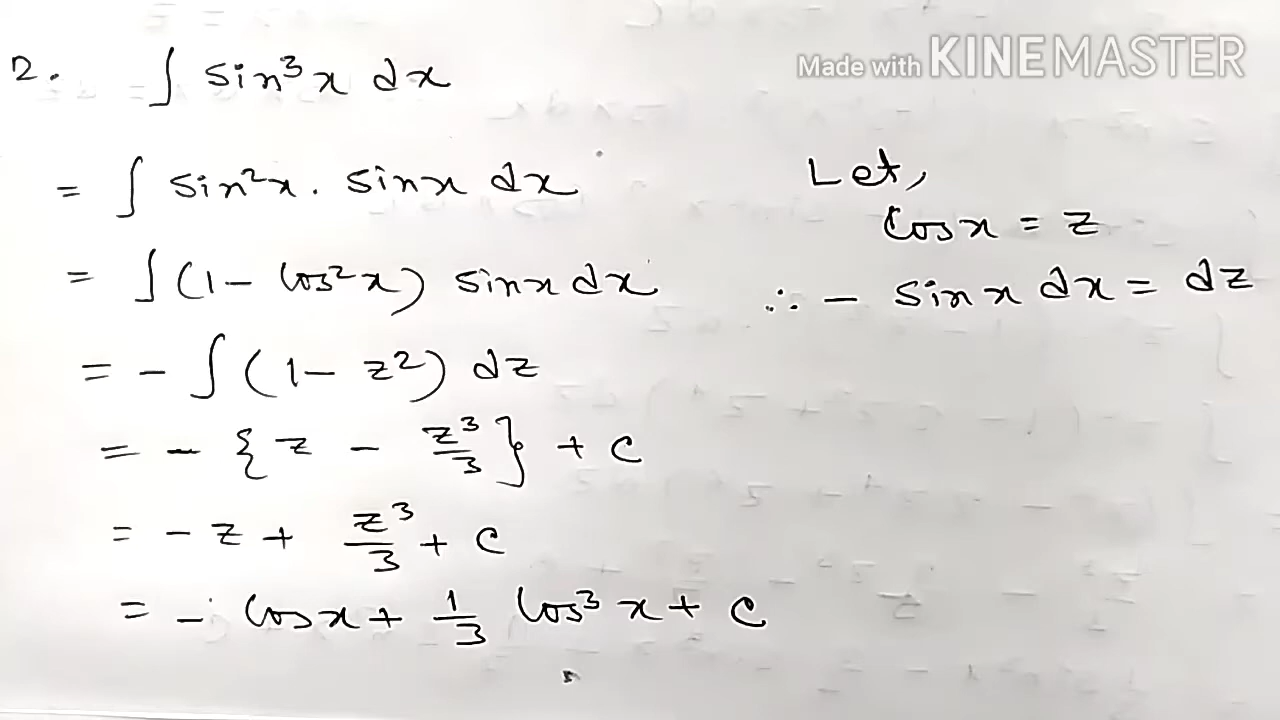 2. ∫ sin³x dx
Made with KINEMASTER
= ∫ sin²x . sinx dx
Let,
cosx = z
= ∫(1- cos²x) sinx dx
∴ - sinx dx = dz
= - ∫(1- z²) dz
= - {z - z³/3} + c
= - z + z³/3 + c
= - cosx + 1/3 cos³x + c